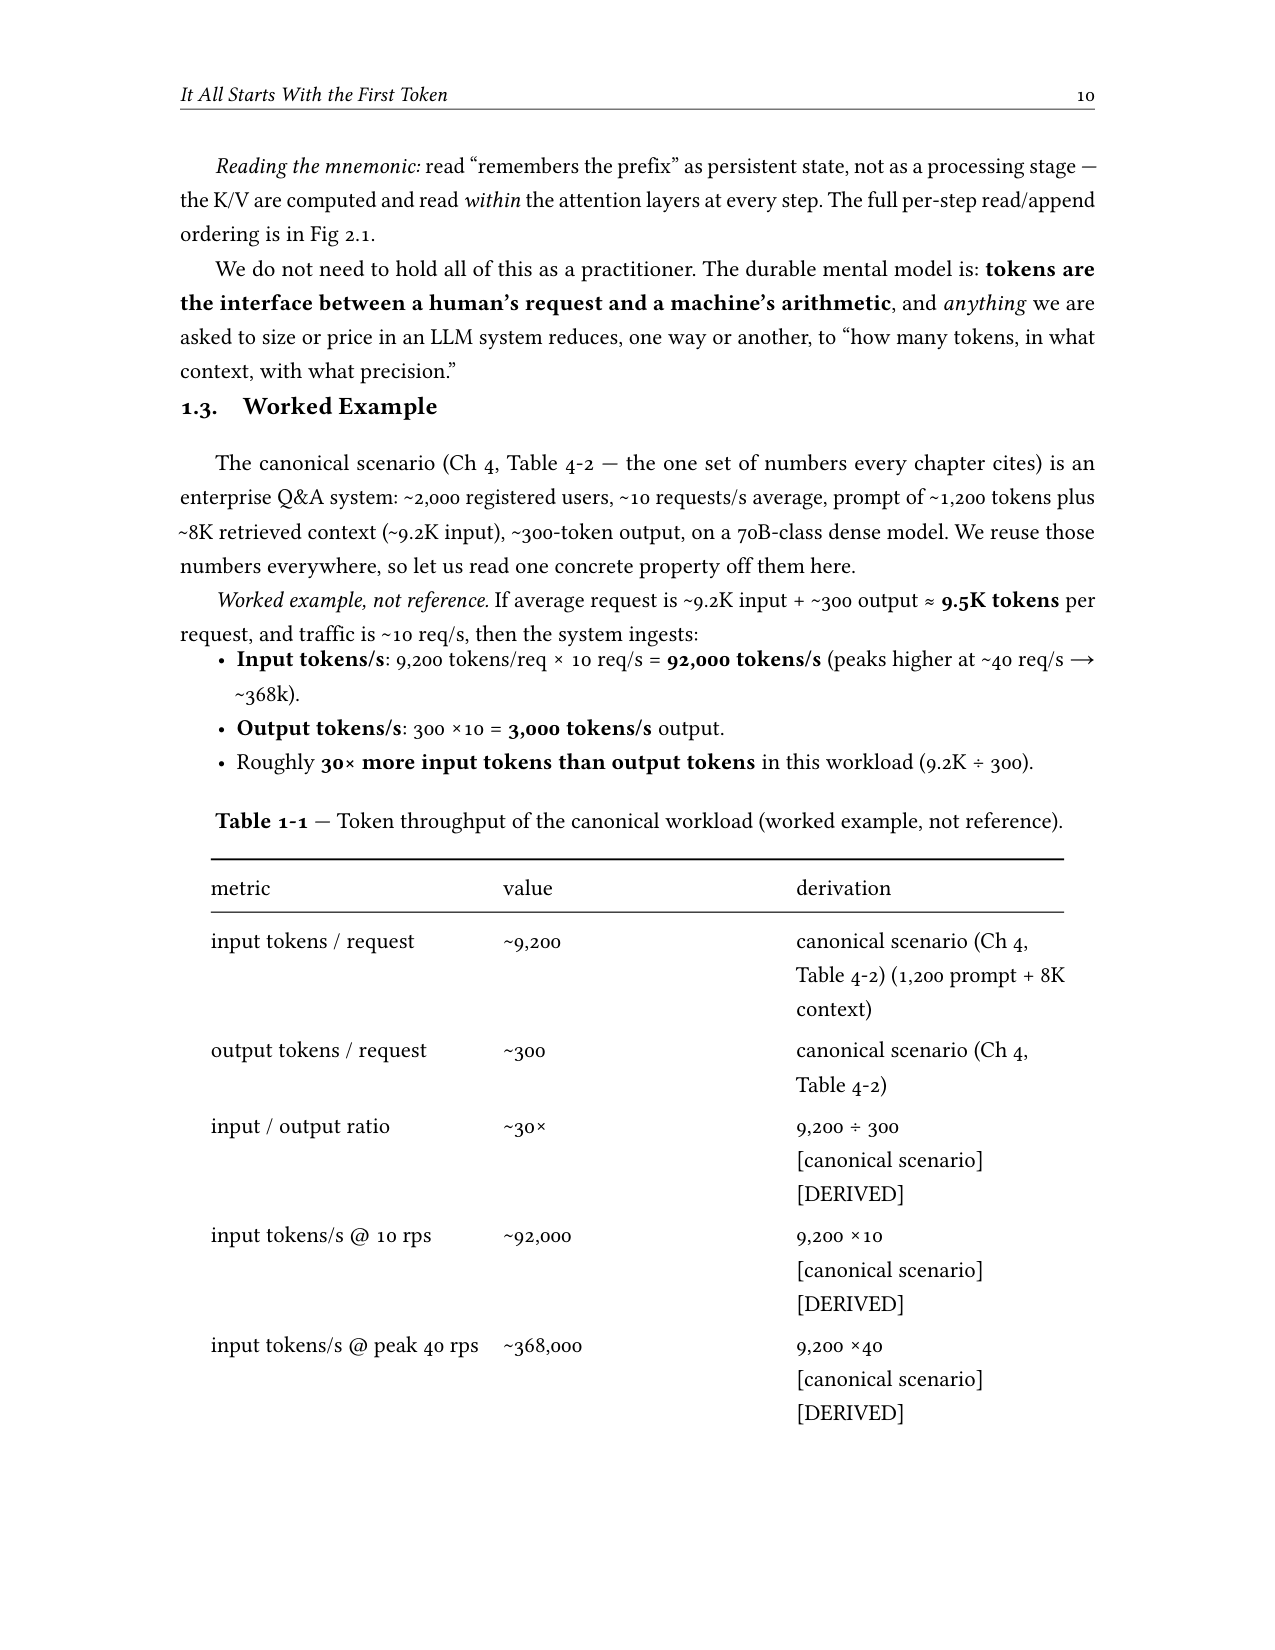 It All Starts With the First Token 10
Reading the mnemonic: read “remembers the prefix” as persistent state, not as a processing stage —
the K/V are computed and read within the attention layers at every step. The full per-step read/append
ordering is in Fig 2.1.
We do not need to hold all of this as a practitioner. The durable mental model is: tokens are
the interface between a human’s request and a machine’s arithmetic, and anything we are
asked to size or price in an LLM system reduces, one way or another, to “how many tokens, in what
context, with what precision.”
1.3. Worked Example
The canonical scenario (Ch 4, Table 4-2 — the one set of numbers every chapter cites) is an
enterprise Q&A system: ~2,000 registered users, ~10 requests/s average, prompt of ~1,200 tokens plus
~8K retrieved context (~9.2K input), ~300-token output, on a 70B-class dense model. We reuse those
numbers everywhere, so let us read one concrete property off them here.
Worked example, not reference. If average request is ~9.2K input + ~300 output ≈ 9.5K tokens per
request, and traffic is ~10 req/s, then the system ingests:
• Input tokens/s: 9,200 tokens/req × 10 req/s = 92,000 tokens/s (peaks higher at ~40 req/s →
~368k).
• Output tokens/s: 300 ×10 = 3,000 tokens/s output.
• Roughly 30× more input tokens than output tokens in this workload (9.2K ÷ 300).
Table 1-1 — Token throughput of the canonical workload (worked example, not reference).
metric value derivation
input tokens / request ~9,200 canonical scenario (Ch 4,
Table 4-2) (1,200 prompt + 8K
context)
output tokens / request ~300 canonical scenario (Ch 4,
Table 4-2)
input / output ratio ~30× 9,200 ÷ 300
[canonical scenario]
[DERIVED]
input tokens/s @ 10 rps ~92,000 9,200 ×10
[canonical scenario]
[DERIVED]
input tokens/s @ peak 40 rps ~368,000 9,200 ×40
[canonical scenario]
[DERIVED]